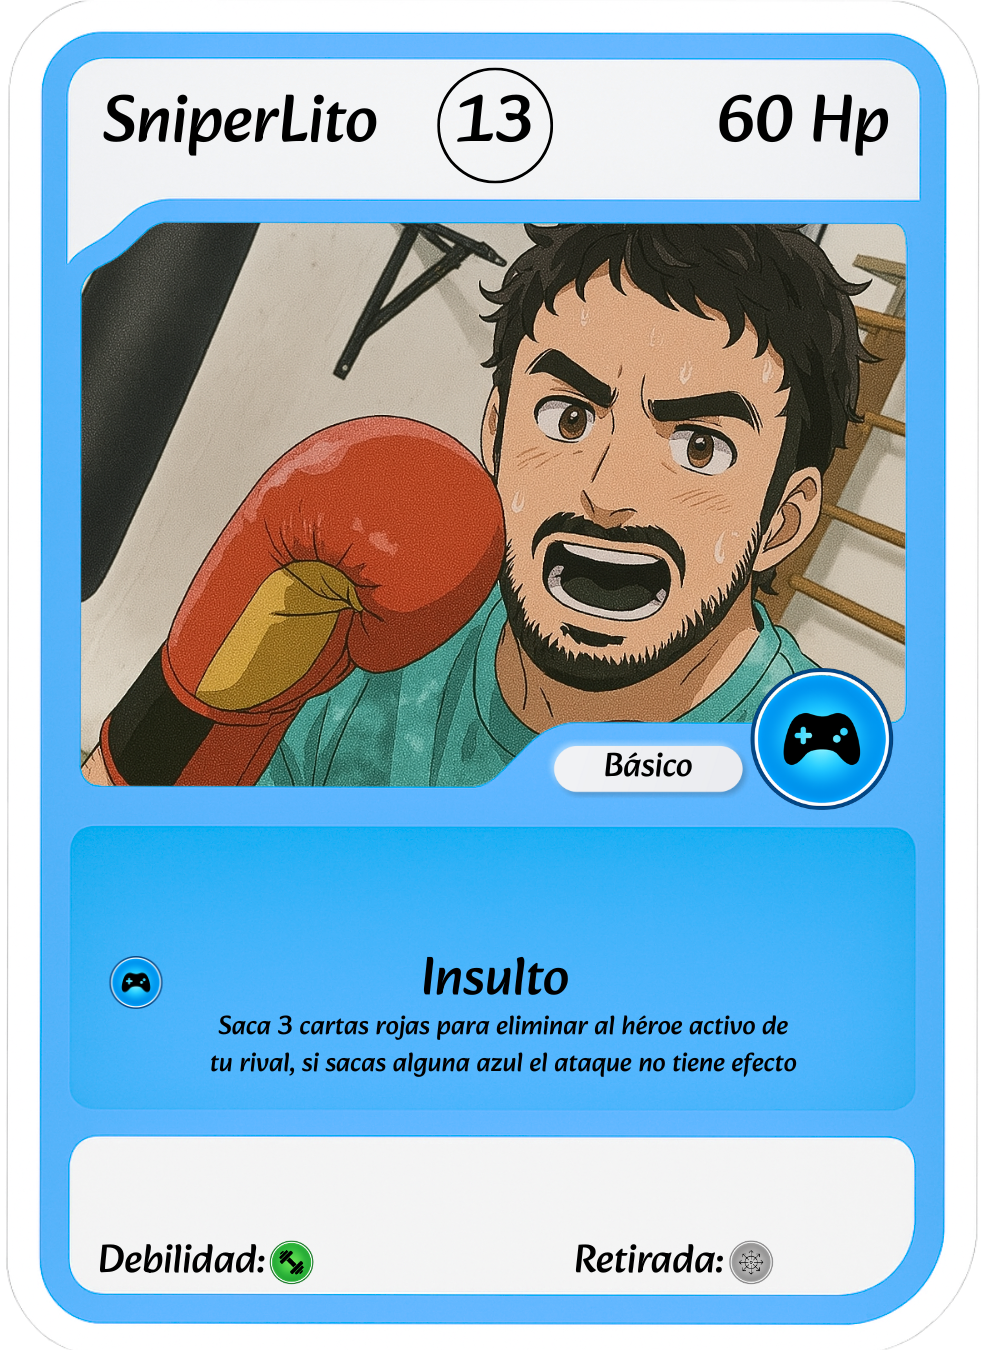 SniperLito 13 60 Hp
Básico
Insulto
Saca 3 cartas rojas para eliminar al héroe activo de
tu rival, si sacas alguna azul el ataque no tiene efecto
Debilidad: Retirada: